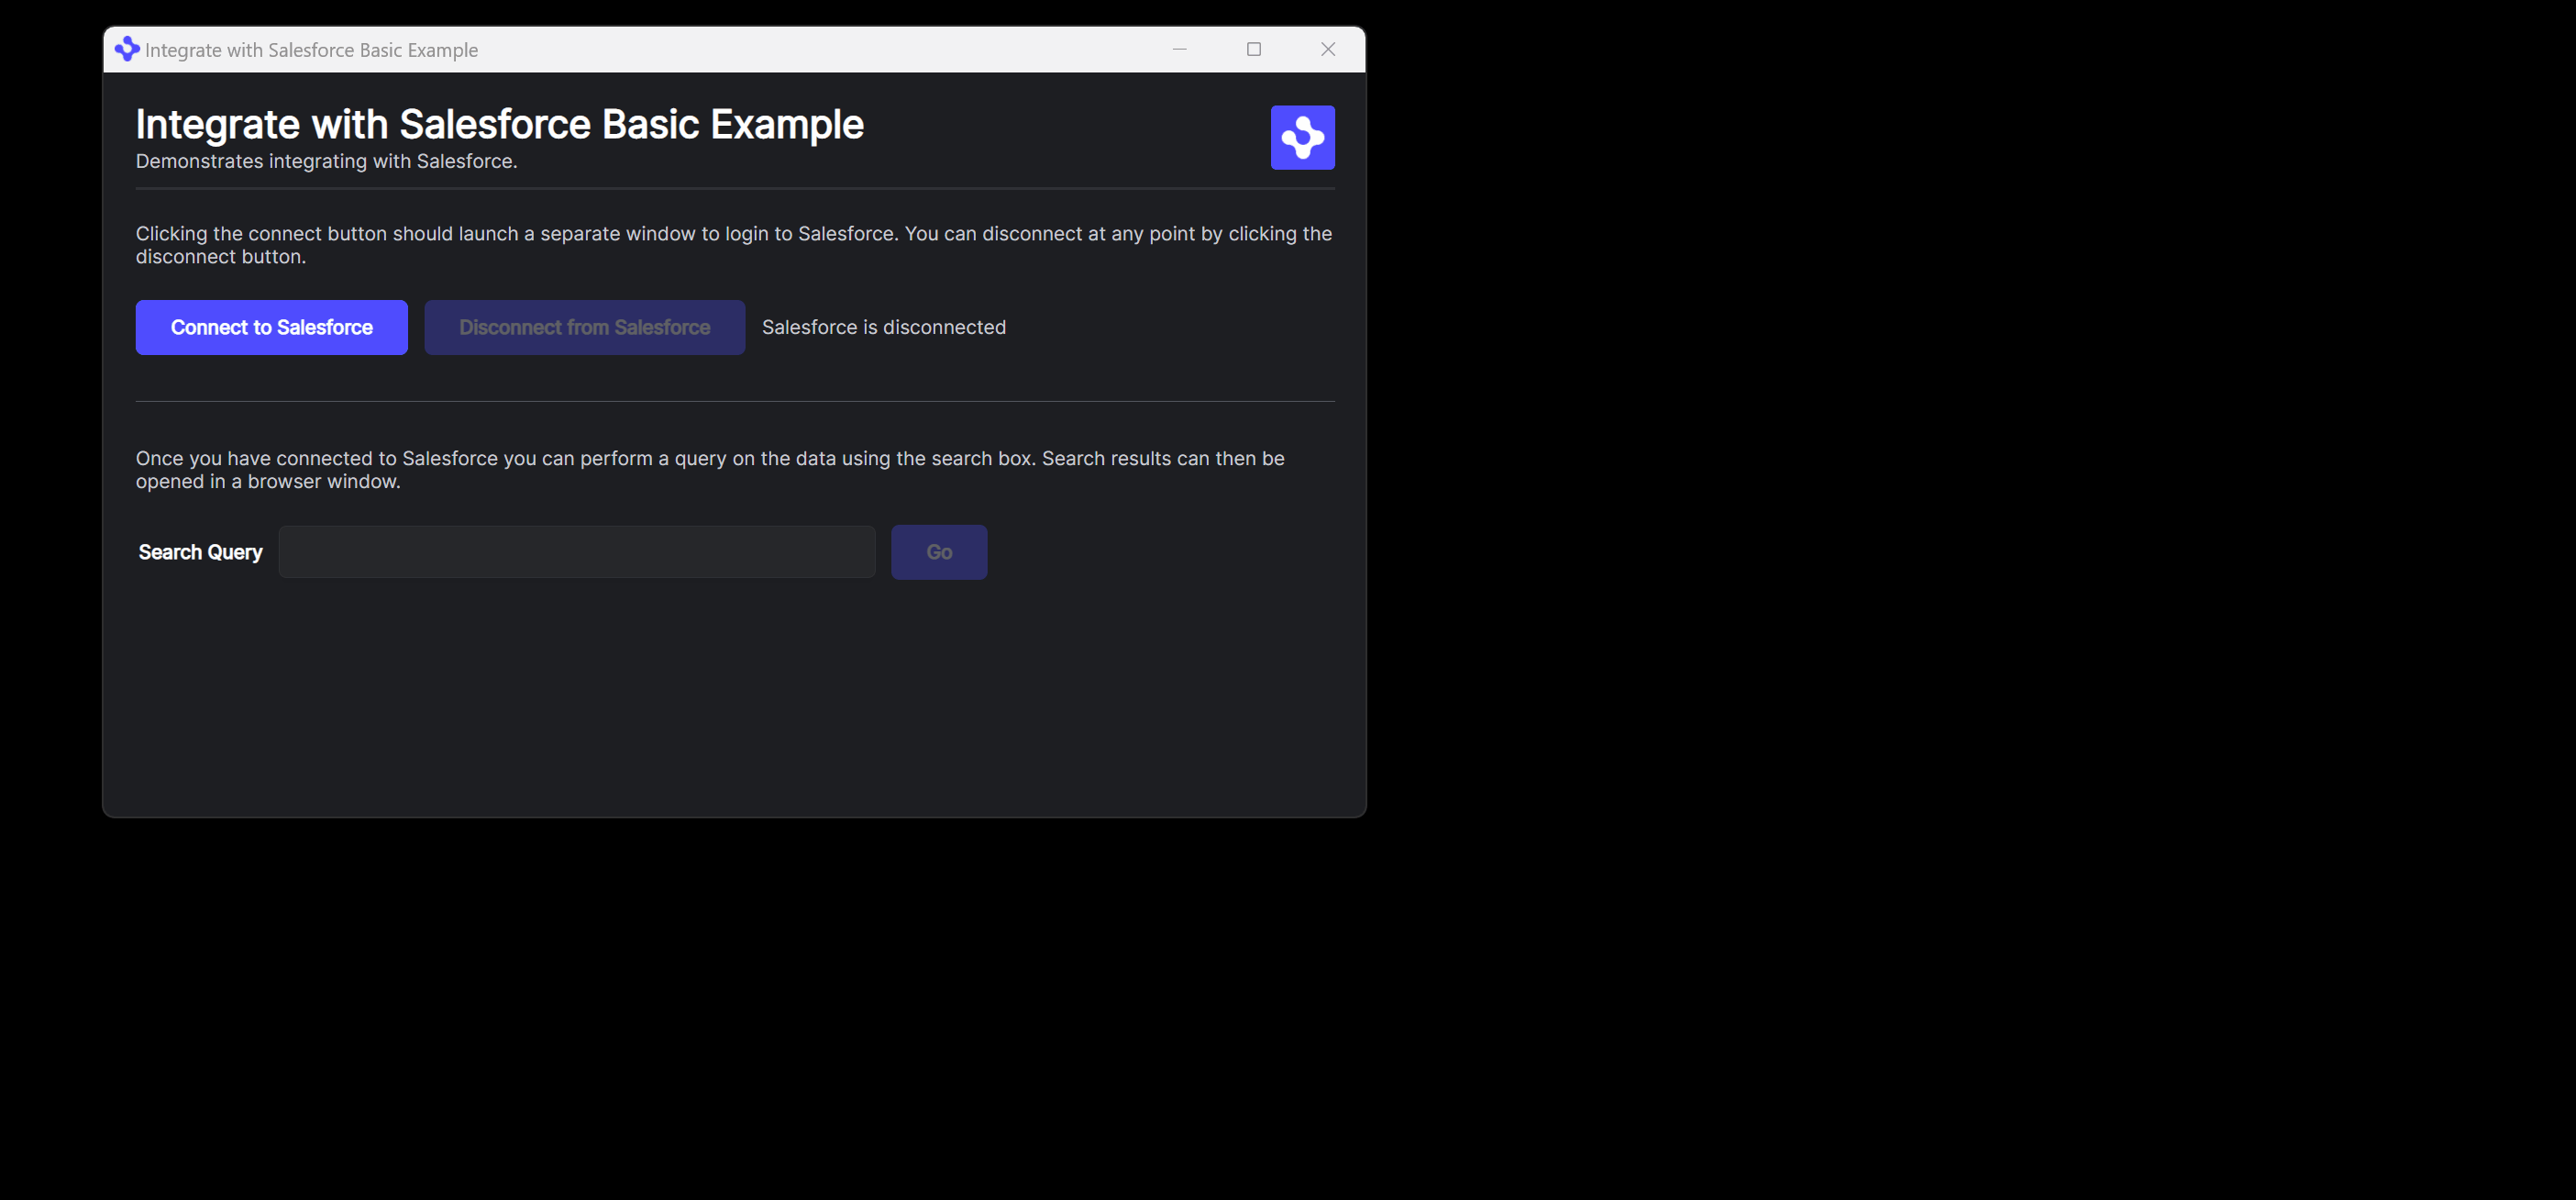 Integrate with Salesforce Basic Example
Integrate with Salesforce Basic Example
Demonstrates integrating with Salesforce.
Clicking the connect button should launch a separate window to login to Salesforce. You can disconnect at any point by clicking the
disconnect button.
Connect to Salesforce Disconnect from Salesforce Salesforce is disconnected
Once you have connected to Salesforce you can perform a query on the data using the search box. Search results can then be
opened in a browser window.
Search Query Go